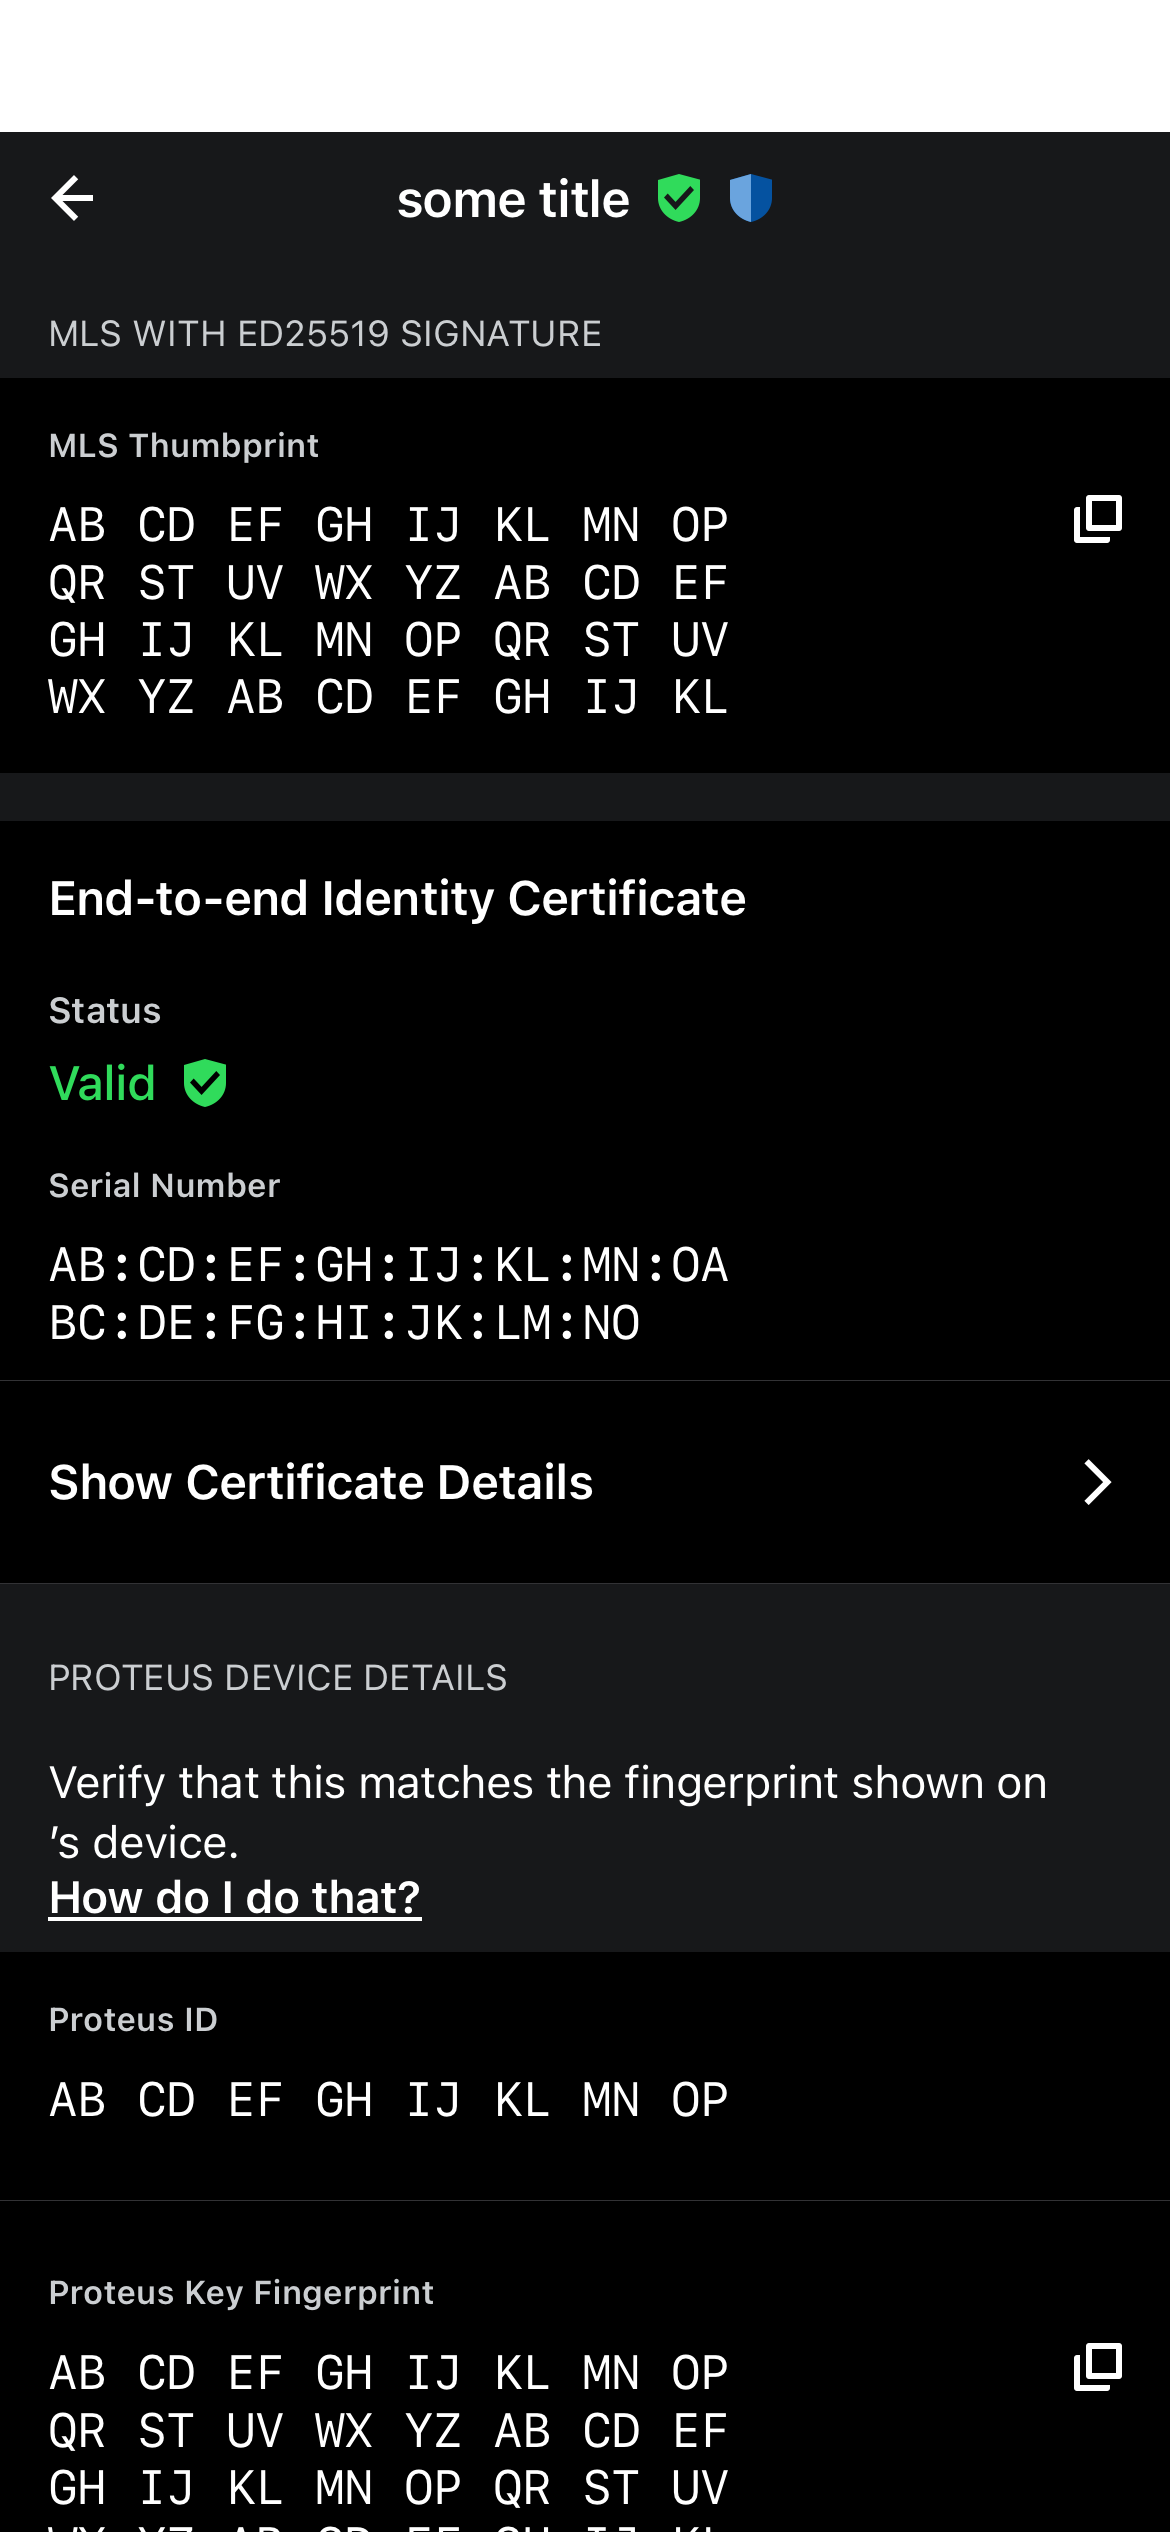 some title
MLS WITH ED25519 SIGNATURE
MLS Thumbprint
AB CD EF GH IJ KL MN OP
QR ST UV WX YZ AB CD EF
GH IJ KL MN OP QR ST UV
WX YZ AB CD EF GH IJ KL
End-to-end Identity Certificate
Status
Valid
Serial Number
AB:CD:EF:GH:IJ:KL:MN:OA
BC:DE:FG:HI:JK:LM:NO
Show Certificate Details
PROTEUS DEVICE DETAILS
Verify that this matches the fingerprint shown on
’s device.
How do I do that?
Proteus ID
AB CD EF GH IJ KL MN OP
Proteus Key Fingerprint
AB CD EF GH IJ KL MN OP
QR ST UV WX YZ AB CD EF
GH IJ KL MN OP QR ST UV